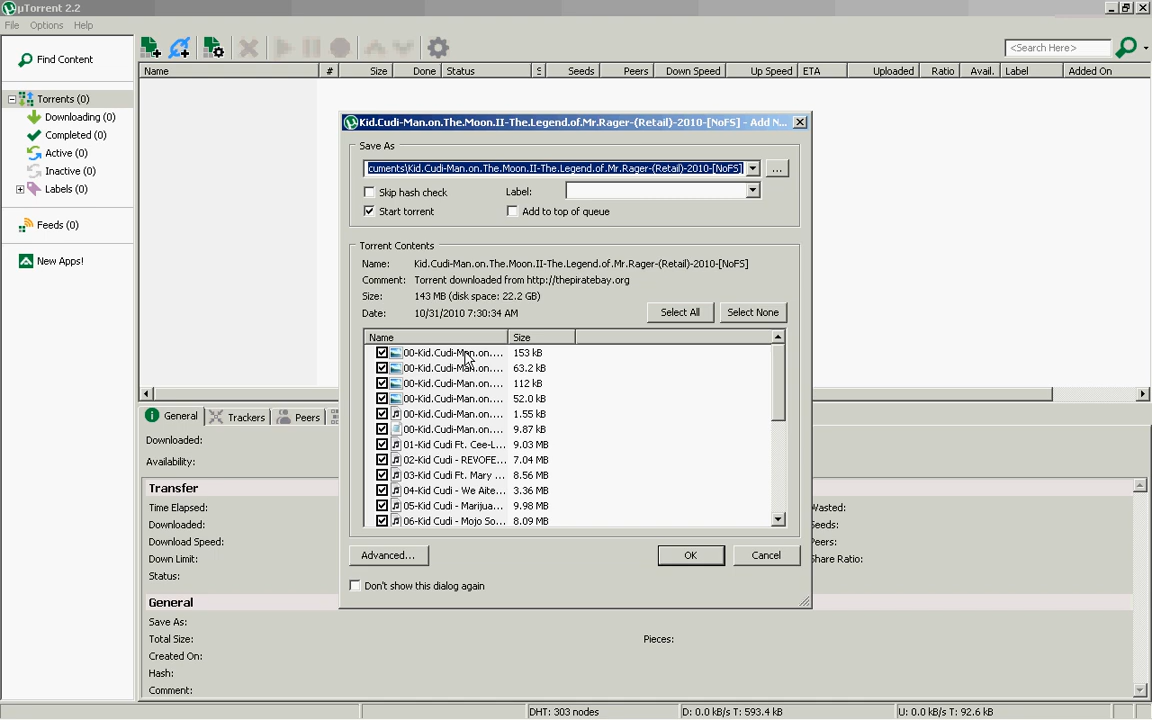 µTorrent 2.2
File Options Help
<Search Here>
Find Content
Torrents (0)
Downloading (0)
Completed (0)
Active (0)
Inactive (0)
Labels (0)
Feeds (0)
New Apps!
Name # Size Done Status S Seeds Peers Down Speed Up Speed ETA Uploaded Ratio Avail. Label Added On
Kid.Cudi-Man.on.The.Moon.II-The.Legend.of.Mr.Rager-(Retail)-2010-[NoFS] - Add N...
Save As
cuments\Kid.Cudi-Man.on.The.Moon.II-The.Legend.of.Mr.Rager-(Retail)-2010-[NoFS]
...
Skip hash check Label:
Start torrent Add to top of queue
Torrent Contents
Name: Kid.Cudi-Man.on.The.Moon.II-The.Legend.of.Mr.Rager-(Retail)-2010-[NoFS]
Comment: Torrent downloaded from http://thepiratebay.org
Size: 143 MB (disk space: 22.2 GB)
Date: 10/31/2010 7:30:34 AM
Select All Select None
Name Size
00-Kid.Cudi-Man.on.... 153 kB
00-Kid.Cudi-Man.on.... 63.2 kB
00-Kid.Cudi-Man.on.... 112 kB
00-Kid.Cudi-Man.on.... 52.0 kB
00-Kid.Cudi-Man.on.... 1.55 kB
00-Kid.Cudi-Man.on.... 9.87 kB
01-Kid Cudi Ft. Cee-L... 9.03 MB
02-Kid Cudi - REVOFE... 7.04 MB
03-Kid Cudi Ft. Mary ... 8.56 MB
04-Kid Cudi - We Aite... 3.36 MB
05-Kid Cudi - Marijua... 9.98 MB
06-Kid Cudi - Mojo So... 8.09 MB
Advanced... OK Cancel
Don't show this dialog again
General Trackers Peers
Downloaded:
Availability:
Transfer
Time Elapsed: Wasted:
Downloaded: Seeds:
Download Speed: Peers:
Down Limit: Share Ratio:
Status:
General
Save As:
Total Size: Pieces:
Created On:
Hash:
Comment:
DHT: 303 nodes D: 0.0 kB/s T: 593.4 kB U: 0.0 kB/s T: 92.6 kB